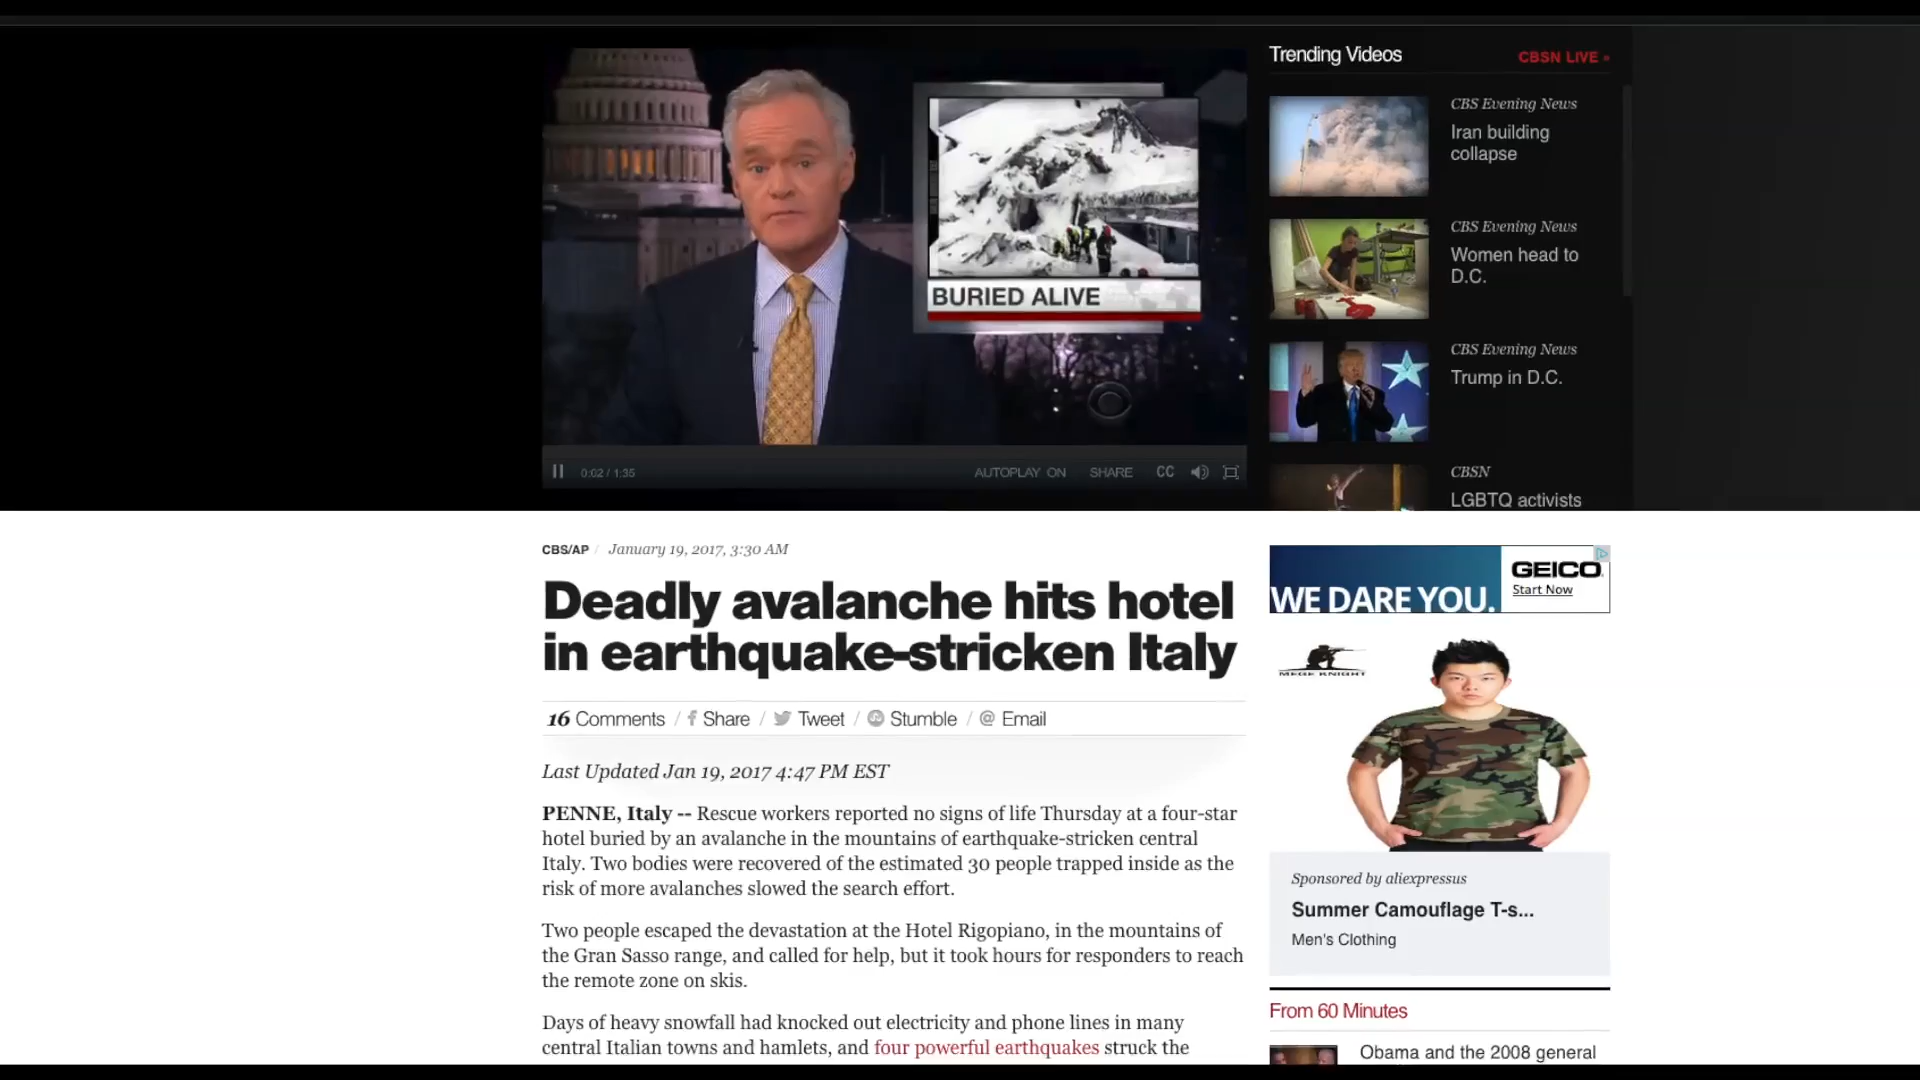 Trending Videos
CBSN LIVE »
CBS Evening News
Iran building
collapse
CBS Evening News
Women head to
D.C.
CBS Evening News
Trump in D.C.
CBSN
LGBTQ activists
BURIED ALIVE
0:02 / 1:35
AUTOPLAY ON
SHARE
CC
CBS/AP / January 19, 2017, 3:30 AM
Deadly avalanche hits hotel
in earthquake-stricken Italy
16 Comments / Share / Tweet / Stumble / @ Email
Last Updated Jan 19, 2017 4:47 PM EST
PENNE, Italy -- Rescue workers reported no signs of life Thursday at a four-star
hotel buried by an avalanche in the mountains of earthquake-stricken central
Italy. Two bodies were recovered of the estimated 30 people trapped inside as the
risk of more avalanches slowed the search effort.
Two people escaped the devastation at the Hotel Rigopiano, in the mountains of
the Gran Sasso range, and called for help, but it took hours for responders to reach
the remote zone on skis.
Days of heavy snowfall had knocked out electricity and phone lines in many
central Italian towns and hamlets, and four powerful earthquakes struck the
WE DARE YOU.
GEICO
Start Now
MEGE KNIGHT
Sponsored by aliexpressus
Summer Camouflage T-s...
Men's Clothing
From 60 Minutes
Obama and the 2008 general